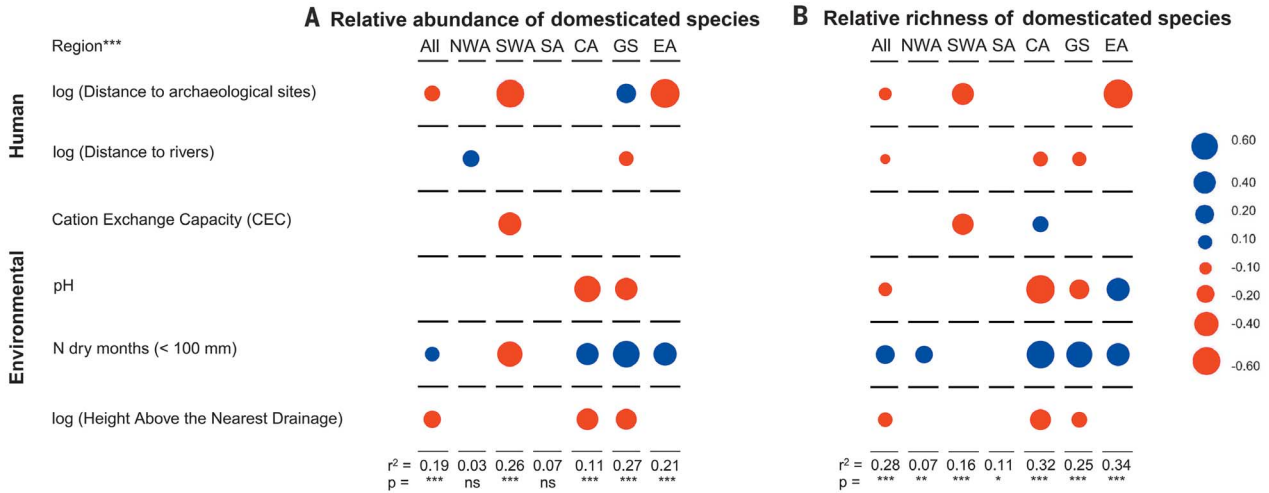 A Relative abundance of domesticated species
B Relative richness of domesticated species
Region***
All NWA SWA SA CA GS EA
All NWA SWA SA CA GS EA
Human
log (Distance to archaeological sites)
log (Distance to rivers)
Environmental
Cation Exchange Capacity (CEC)
pH
N dry months (< 100 mm)
log (Height Above the Nearest Drainage)
r² = 0.19 0.03 0.26 0.07 0.11 0.27 0.21
p = *** ns *** ns *** *** ***
r² = 0.28 0.07 0.16 0.11 0.32 0.25 0.34
p = *** ** *** * *** *** ***
0.60
0.40
0.20
0.10
-0.10
-0.20
-0.40
-0.60